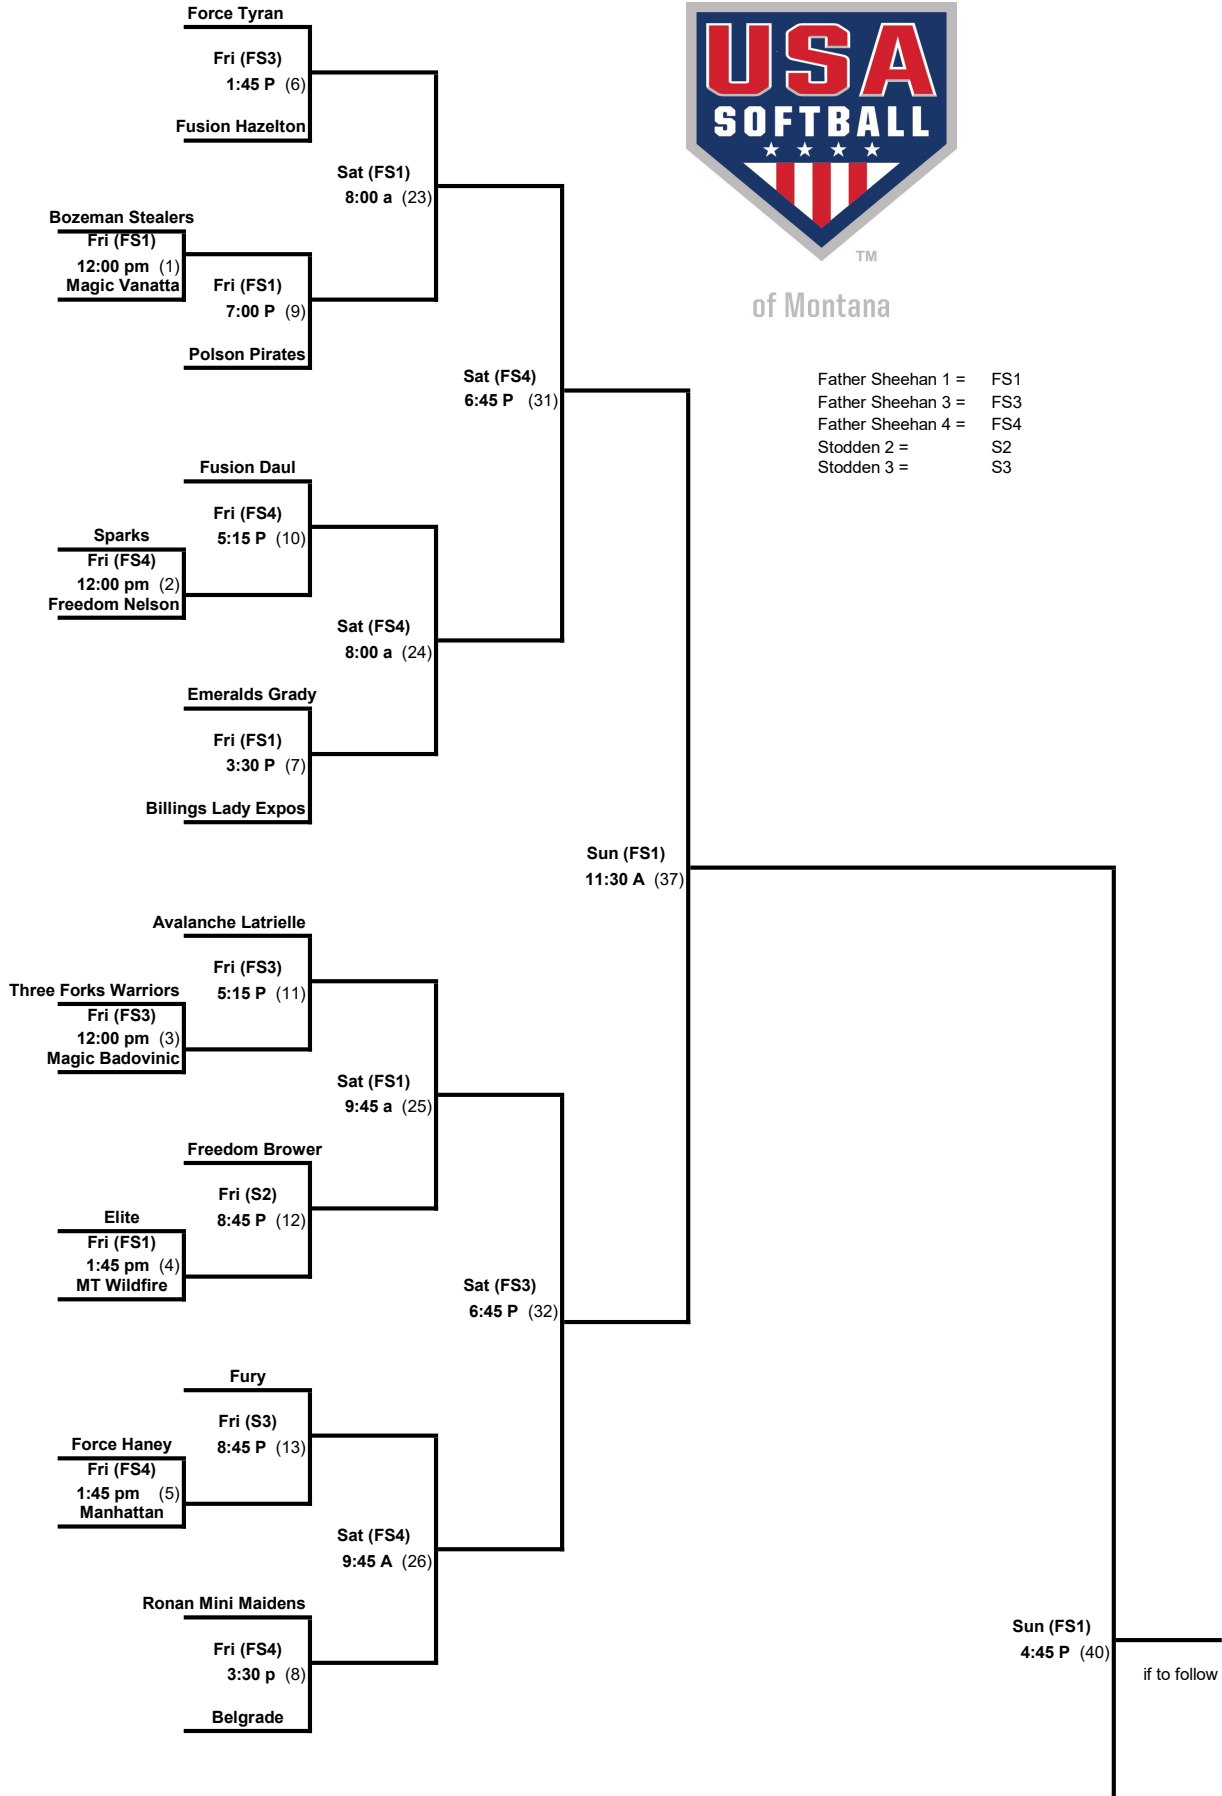 Force Tyran
Fri (FS3)
1:45 P (6)
Fusion Hazelton
Sat (FS1)
8:00 a (23)
Bozeman Stealers
Fri (FS1)
12:00 pm (1)
Magic Vanatta
Fri (FS1)
7:00 P (9)
Polson Pirates
Sat (FS4)
6:45 P (31)
Fusion Daul
Fri (FS4)
5:15 P (10)
Sparks
Fri (FS4)
12:00 pm (2)
Freedom Nelson
Sat (FS4)
8:00 a (24)
Emeralds Grady
Fri (FS1)
3:30 P (7)
Billings Lady Expos
Sun (FS1)
11:30 A (37)
Avalanche Latrielle
Fri (FS3)
5:15 P (11)
Three Forks Warriors
Fri (FS3)
12:00 pm (3)
Magic Badovinic
Sat (FS1)
9:45 a (25)
Freedom Brower
Fri (S2)
8:45 P (12)
Elite
Fri (FS1)
1:45 pm (4)
MT Wildfire
Sat (FS3)
6:45 P (32)
Fury
Fri (S3)
8:45 P (13)
Force Haney
Fri (FS4)
1:45 pm (5)
Manhattan
Sat (FS4)
9:45 A (26)
Ronan Mini Maidens
Fri (FS4)
3:30 p (8)
Belgrade
Sun (FS1)
4:45 P (40)
if to follow
USA
SOFTBALL
TM
of Montana
Father Sheehan 1 = FS1
Father Sheehan 3 = FS3
Father Sheehan 4 = FS4
Stodden 2 = S2
Stodden 3 = S3